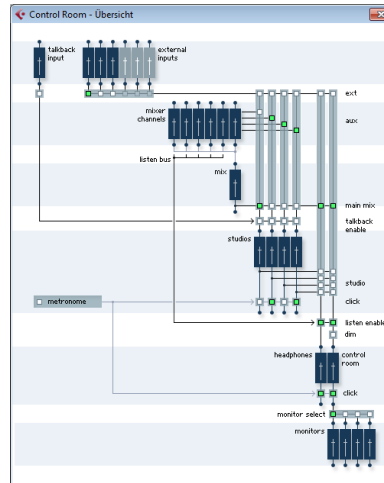 Control Room - Übersicht
talkback
input
external
inputs
ext
mixer
channels
aux
listen bus
mix
main mix
talkback
enable
studios
studio
metronome
click
listen enable
dim
headphones
control
room
click
monitor select
monitors